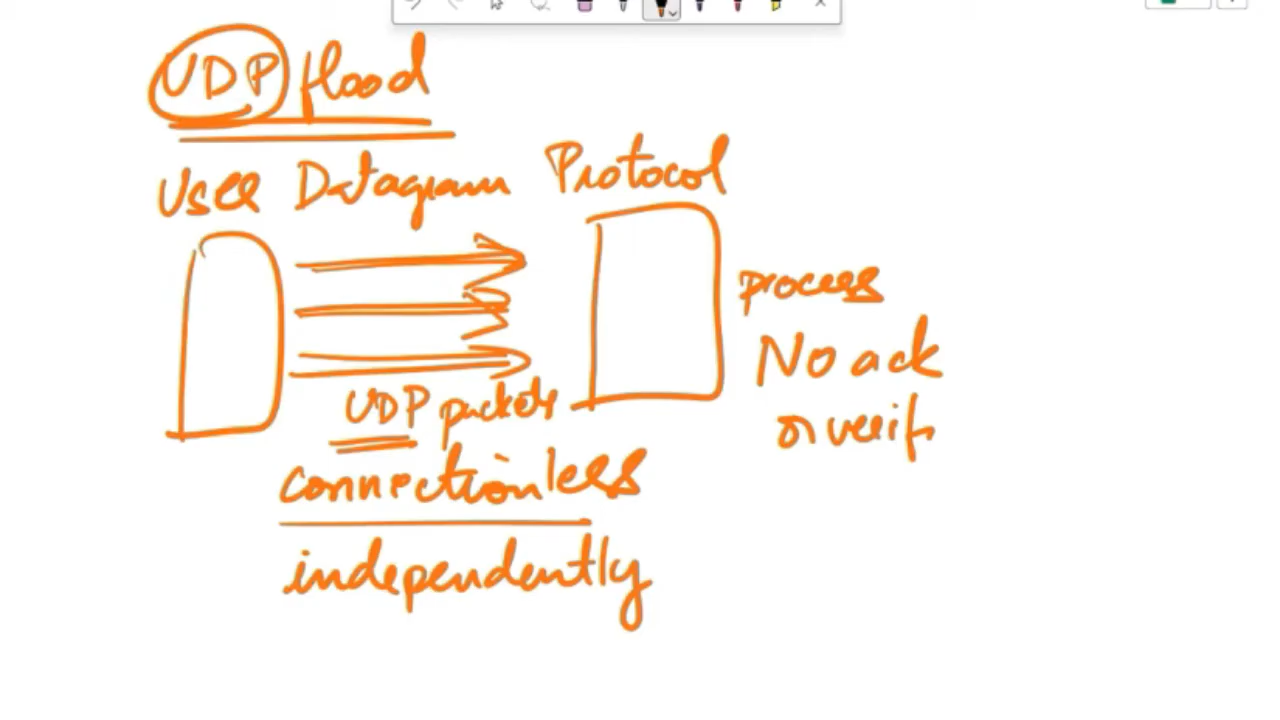 UDP flood
User Datagram Protocol
process
No ack
or verif
UDP packets
connectionless
independently